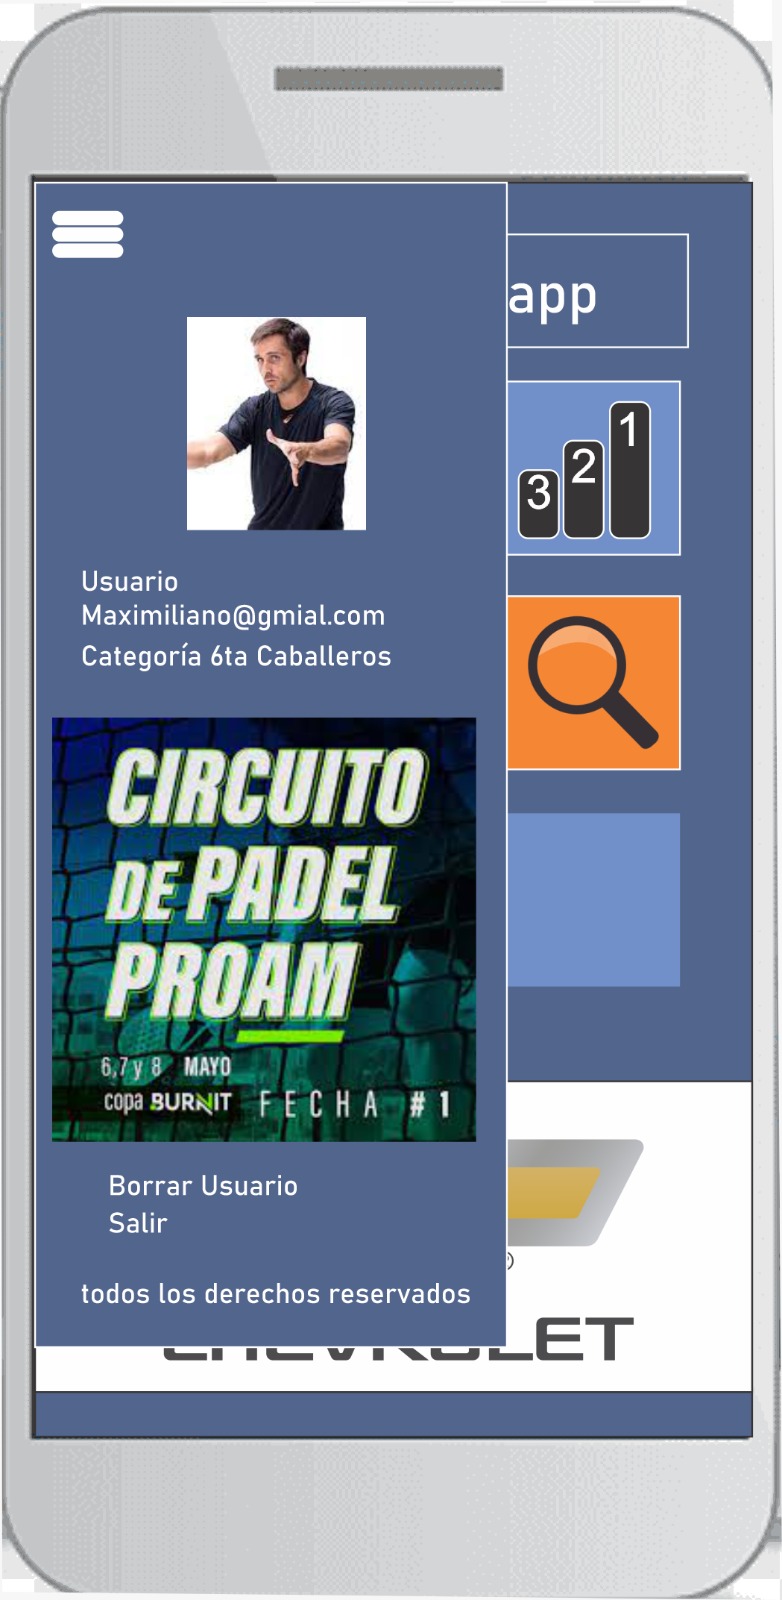 app
1
2
3
Usuario
Maximiliano@gmial.com
Categoría 6ta Caballeros
CIRCUITO
DE PADEL
PROAM
6,7 y 8 MAYO
copa BURNIT FECHA #1
Borrar Usuario
Salir
®
todos los derechos reservados
CHEVROLET